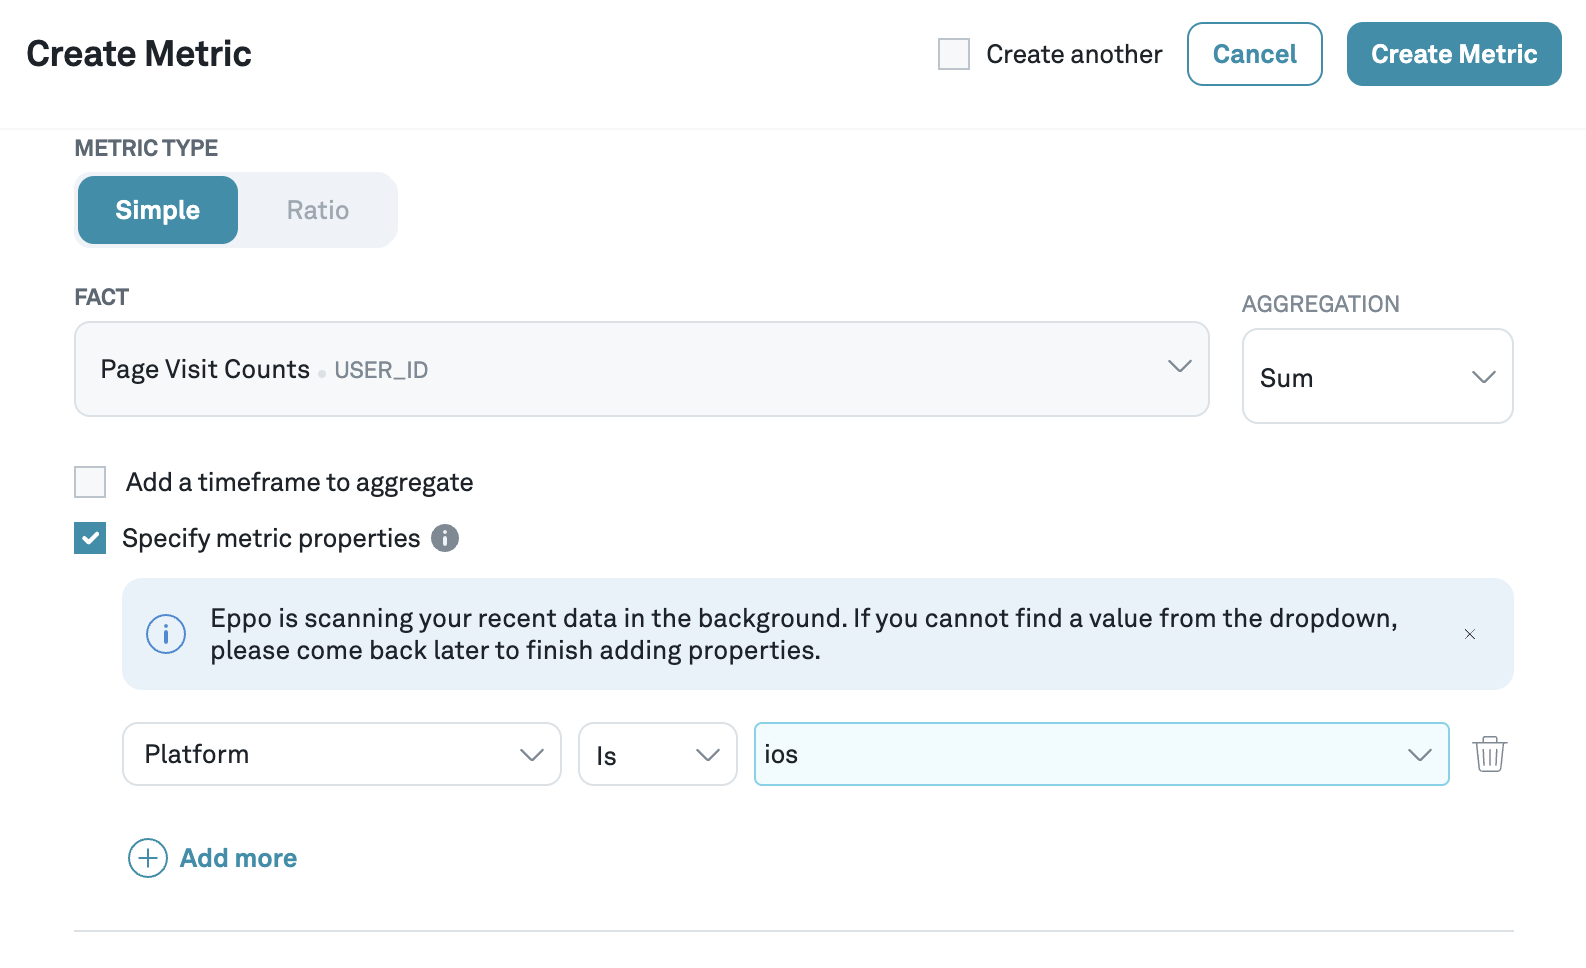 Create Metric
Create another
Cancel
Create Metric
METRIC TYPE
Simple
Ratio
FACT
AGGREGATION
Page Visit Counts USER_ID
Sum
Add a timeframe to aggregate
Specify metric properties
Eppo is scanning your recent data in the background. If you cannot find a value from the dropdown,
please come back later to finish adding properties.
Platform
Is
ios
Add more